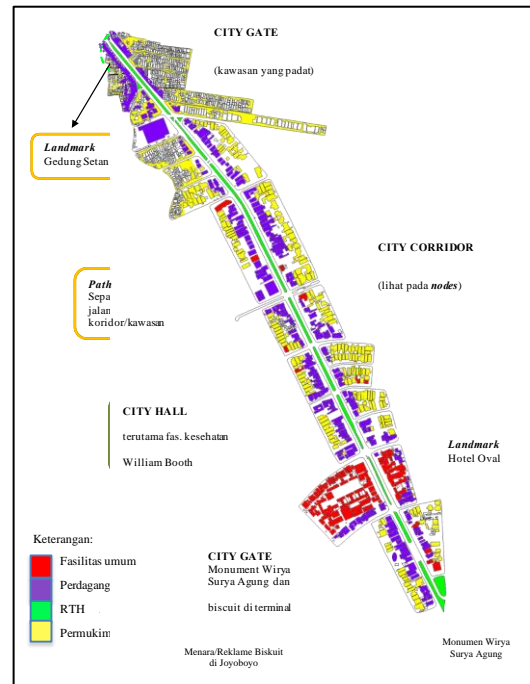 CITY GATE
(kawasan yang padat)
Landmark
Gedung Setan
CITY CORRIDOR
(lihat pada nodes)
Path
Sepa
jalan
koridor/kawasan
CITY HALL
terutama fas. kesehatan
William Booth
Landmark
Hotel Oval
Keterangan:
Fasilitas umum
Perdagang
RTH
Permukim
CITY GATE
Monument Wirya
Surya Agung dan
biscuit di terminal
Menara/Reklame Biskuit
di Joyoboyo
Monumen Wirya
Surya Agung